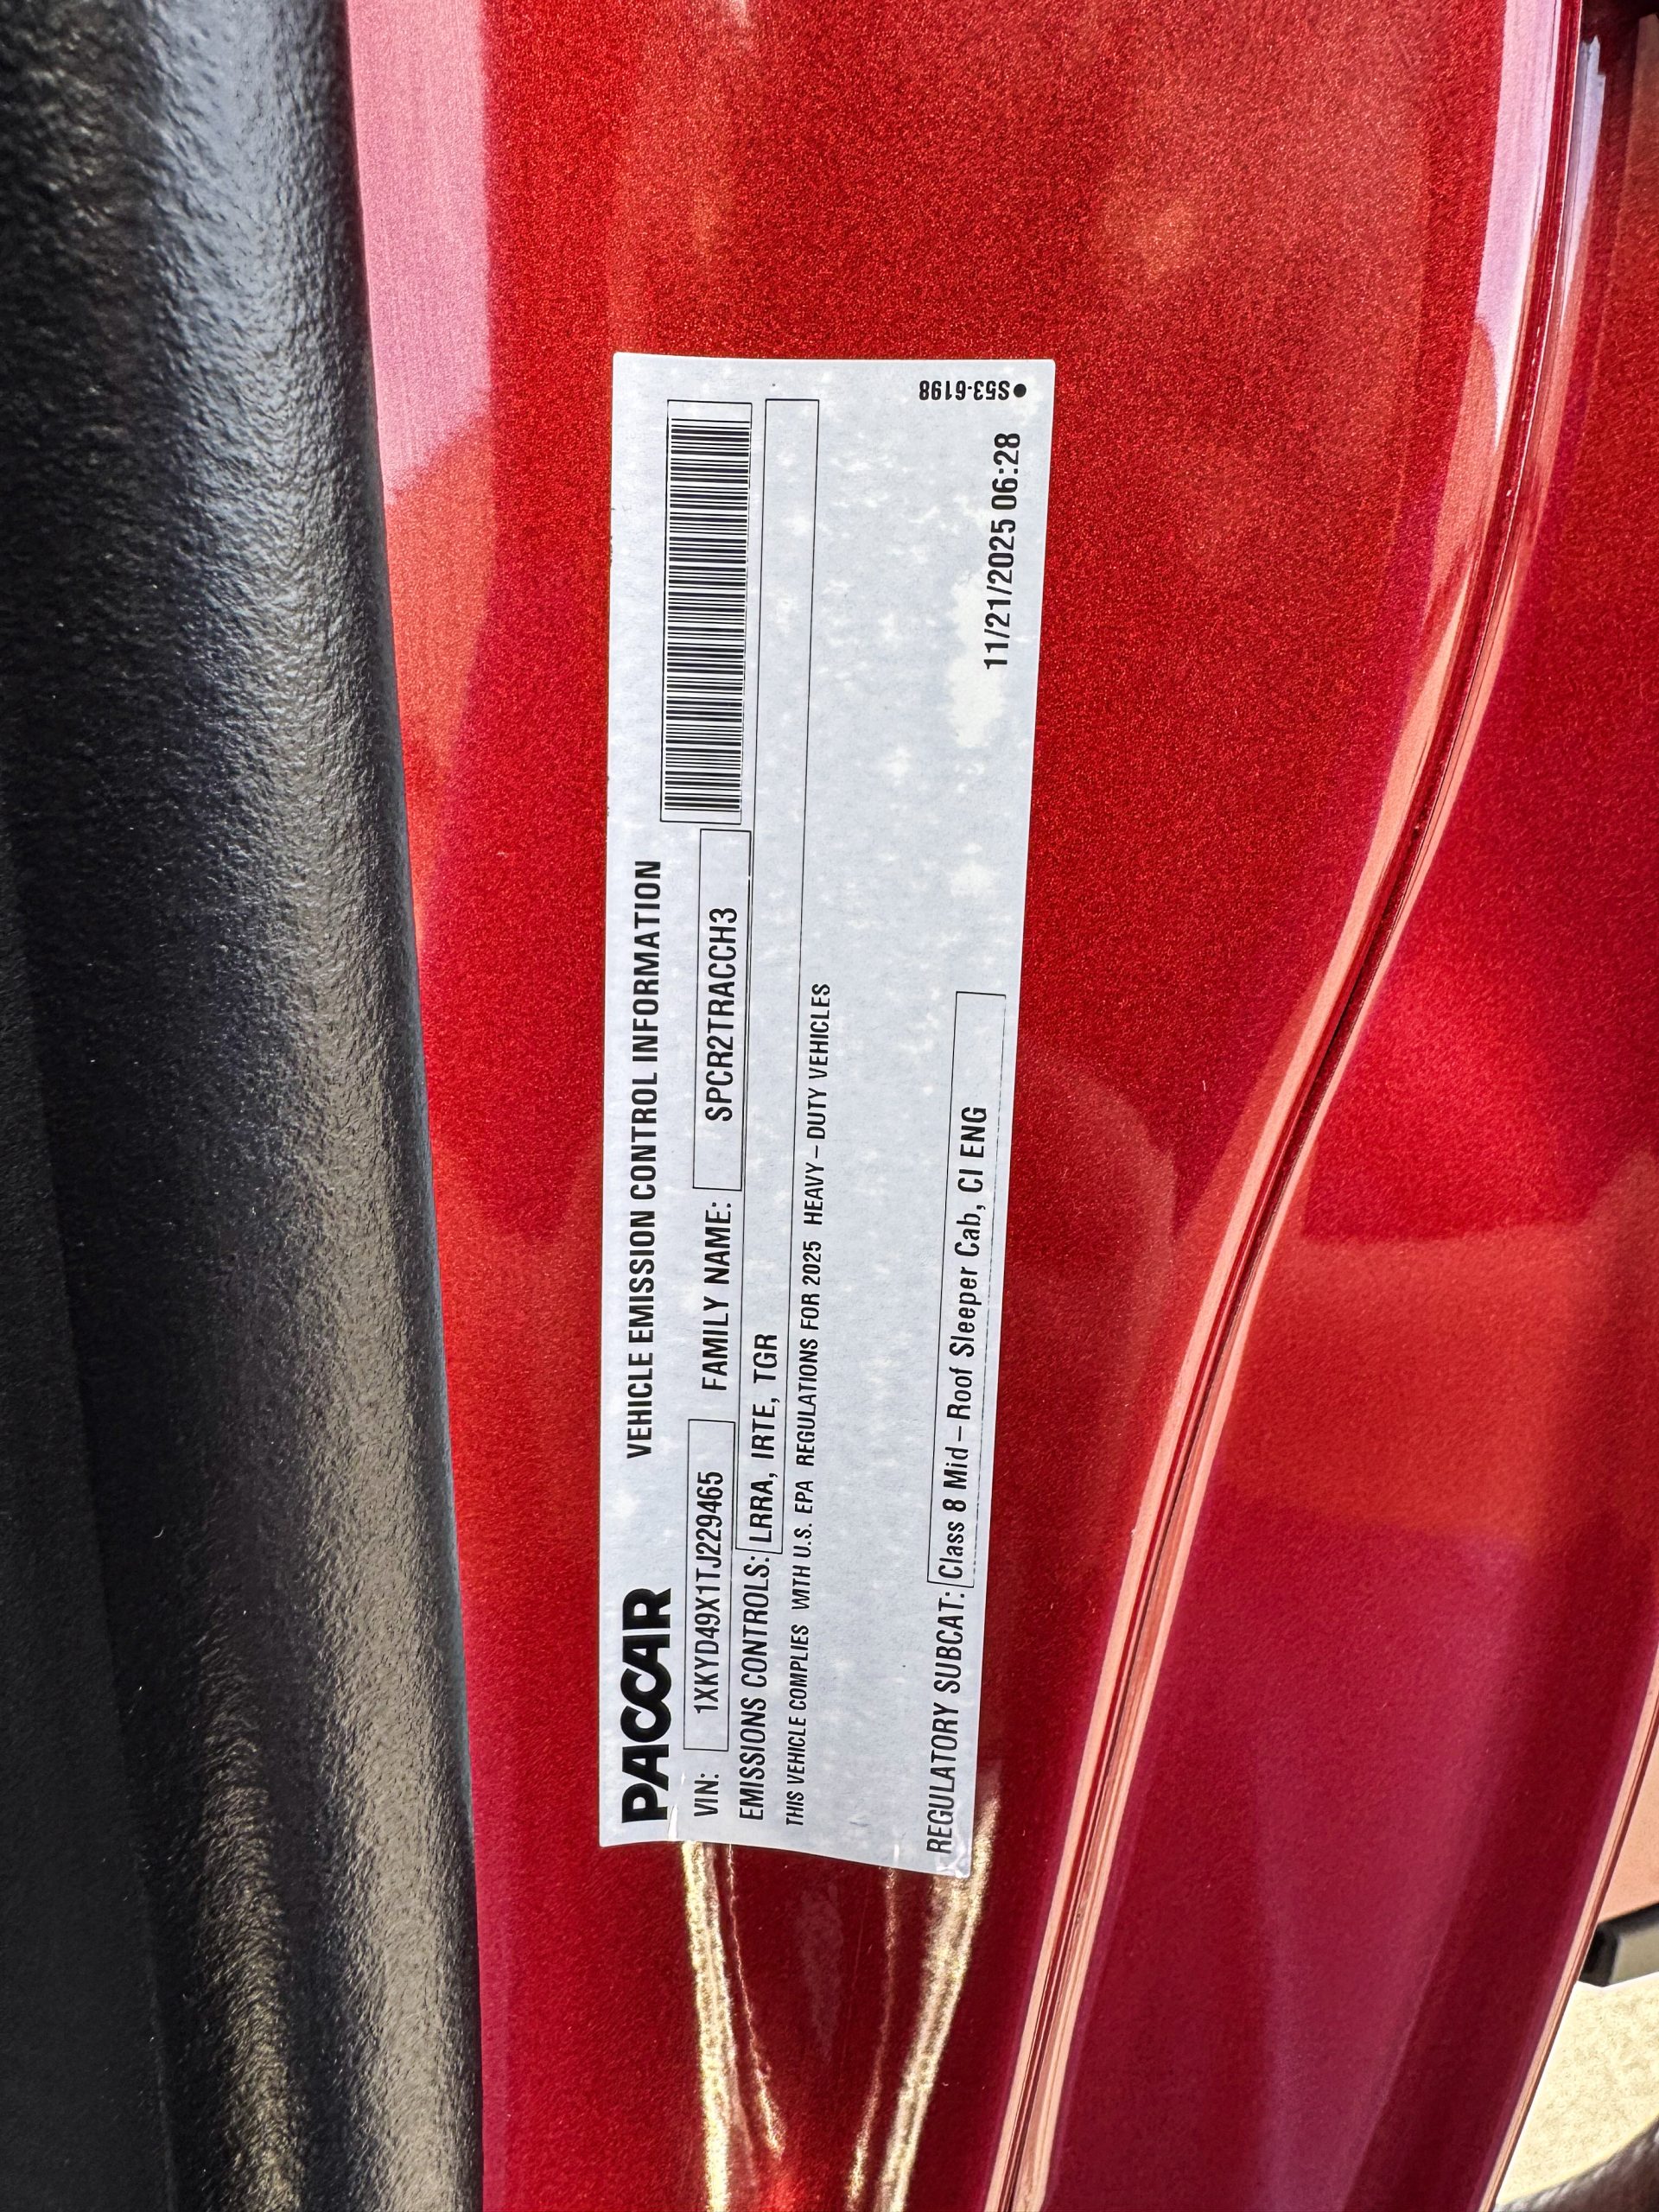 PACCAR VEHICLE EMISSION CONTROL INFORMATION
VIN: 1XKYD49X1TJ229465 FAMILY NAME: SPCR2TRACCH3
EMISSIONS CONTROLS: LRRA, IRTE, TGR
THIS VEHICLE COMPLIES WITH U.S. EPA REGULATIONS FOR 2025 HEAVY-DUTY VEHICLES
REGULATORY SUBCAT: Class 8 Mid-Roof Sleeper Cab, CI ENG
11/21/2025 06:28
●S53-6198